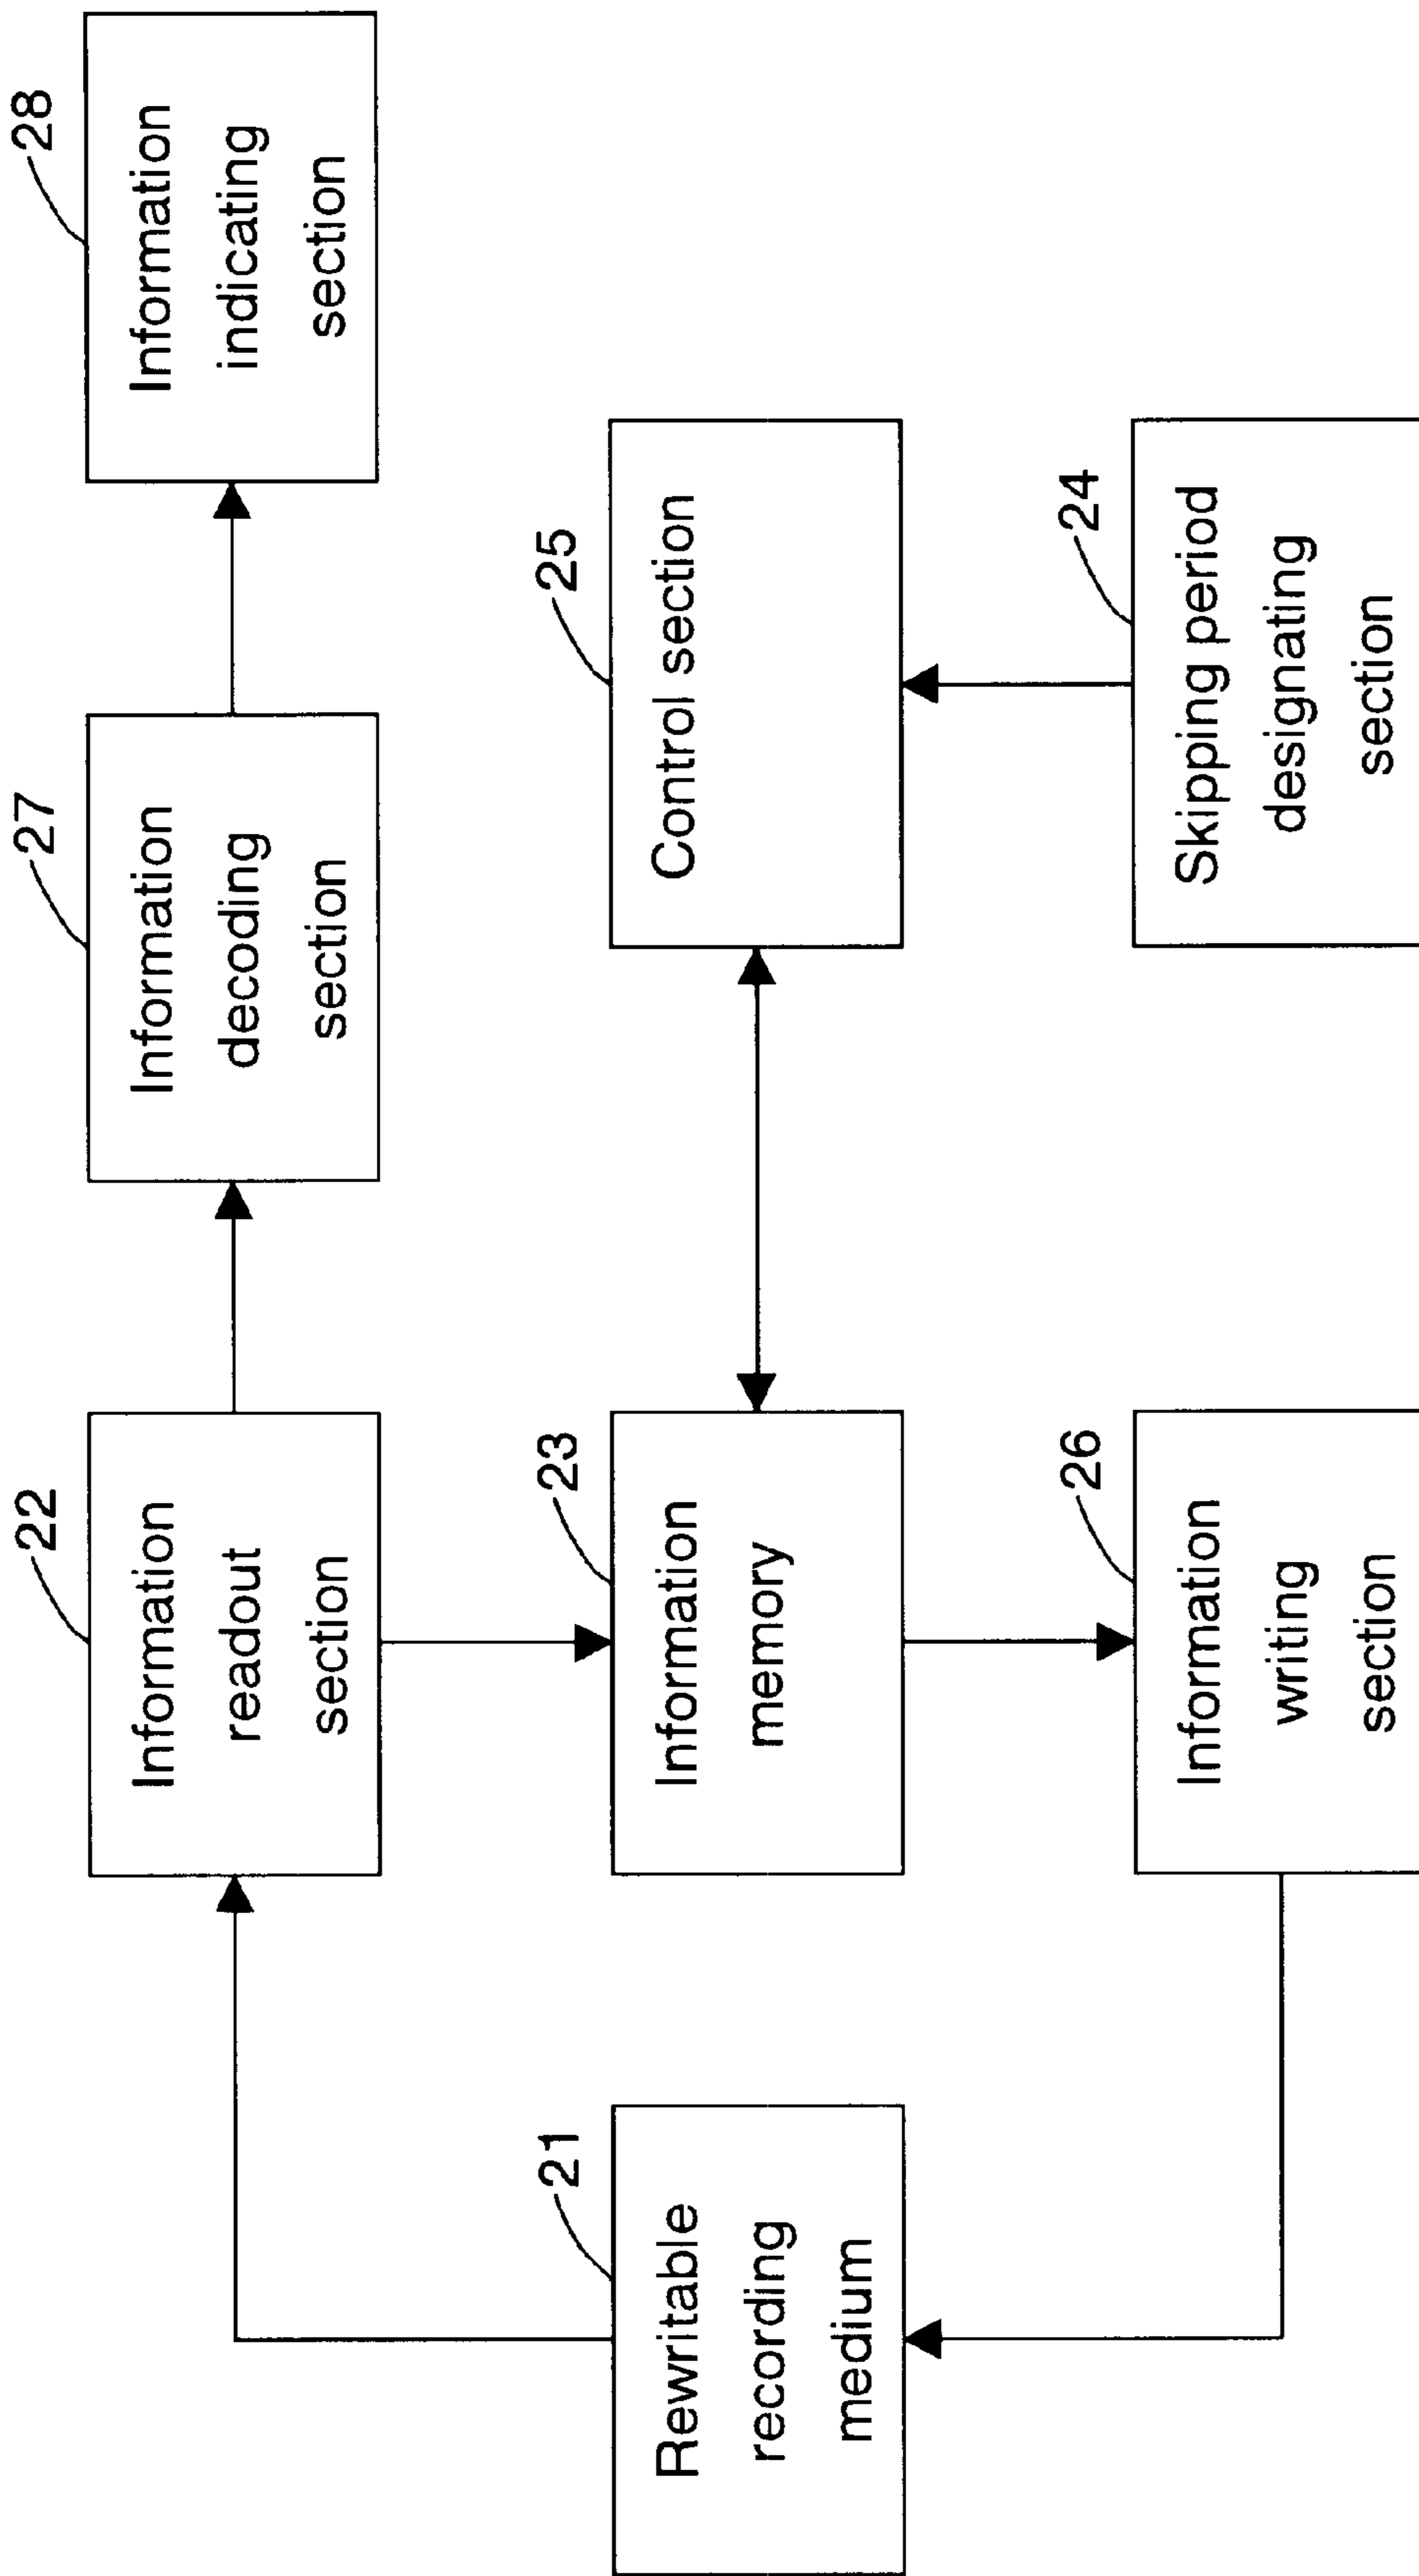 21
Rewritable
recording
medium
22
Information
readout
section
27
Information
decoding
section
28
Information
indicating
section
23
Information
memory
25
Control section
26
Information
writing
section
24
Skipping period
designating
section